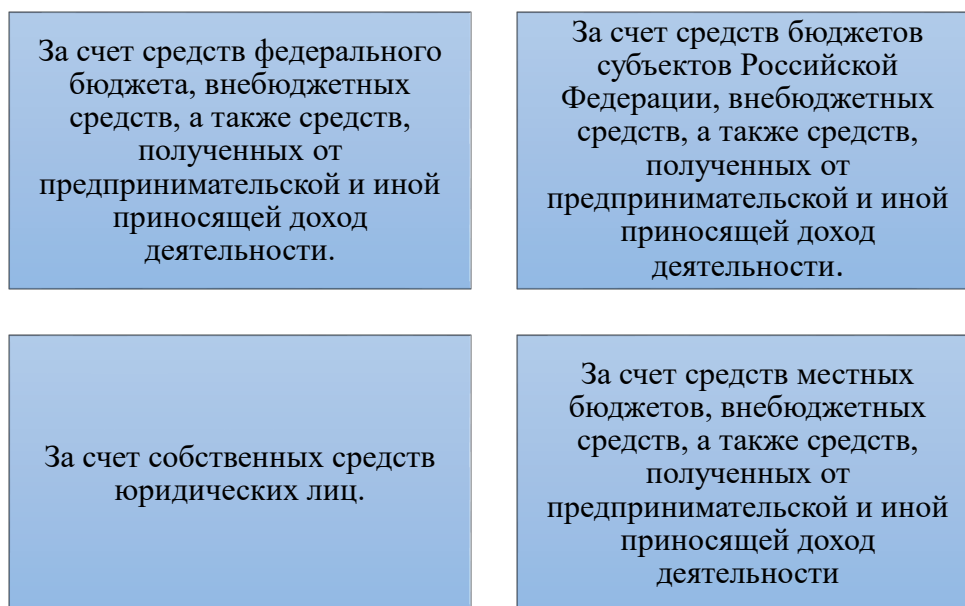 За счет средств федерального
бюджета, внебюджетных
средств, а также средств,
полученных от
предпринимательской и иной
приносящей доход
деятельности.
За счет средств бюджетов
субъектов Российской
Федерации, внебюджетных
средств, а также средств,
полученных от
предпринимательской и иной
приносящей доход
деятельности.
За счет собственных средств
юридических лиц.
За счет средств местных
бюджетов, внебюджетных
средств, а также средств,
полученных от
предпринимательской и иной
приносящей доход
деятельности